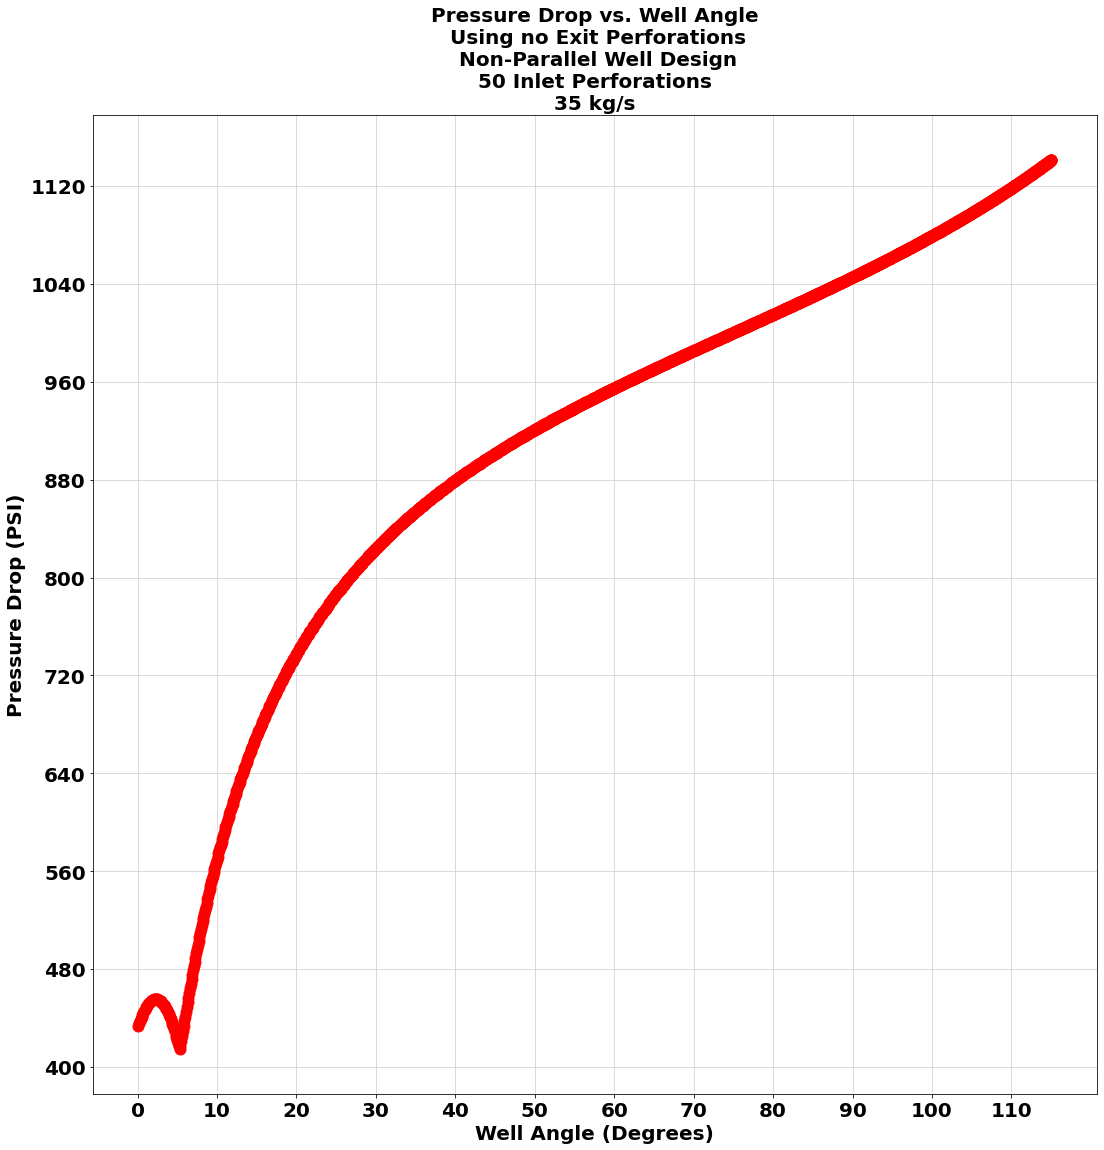 Pressure Drop vs. Well Angle
Using no Exit Perforations
Non-Parallel Well Design
50 Inlet Perforations
35 kg/s
Pressure Drop (PSI)
1120
1040
960
880
800
720
640
560
480
400
0 10 20 30 40 50 60 70 80 90 100 110
Well Angle (Degrees)